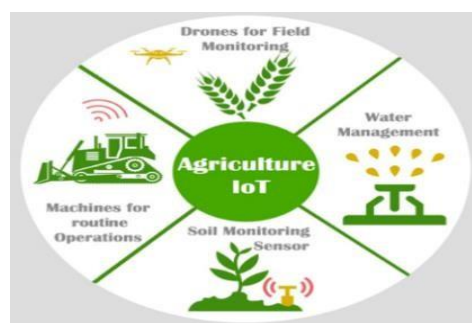 Drones for Field
Monitoring
Water
Management
Agriculture
IoT
Machines for
routine
Operations
Soil Monitoring
Sensor